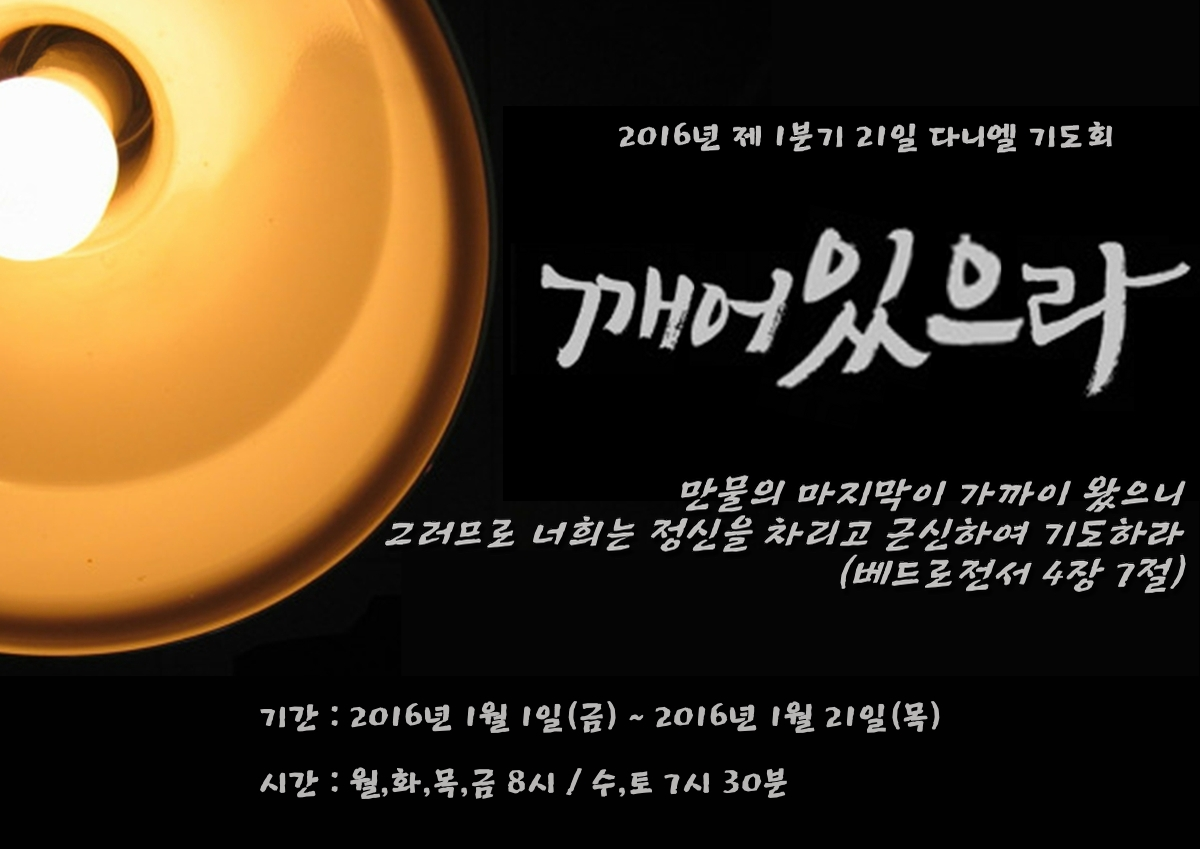 2016년 제 1분기 21일 다니엘 기도회
깨어있으라
만물의 마지막이 가까이 왔으니
그러므로 너희는 정신을 차리고 근신하여 기도하라
(베드로전서 4장 7절)
기간 : 2016년 1월 1일(금) ~ 2016년 1월 21일(목)
시간 : 월,화,목,금 8시 / 수,토 7시 30분